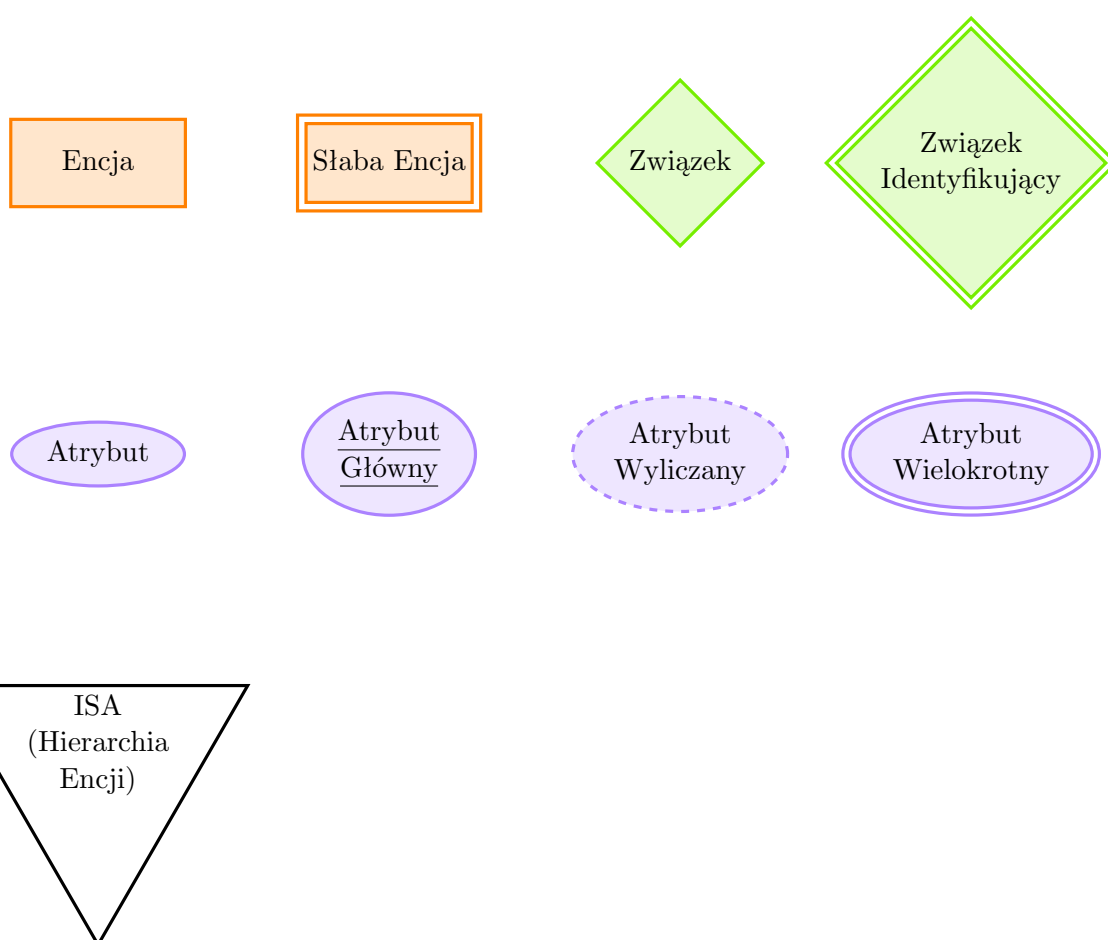 Encja
Słaba Encja
Związek
Związek
Identyfikujący
Atrybut
Atrybut
Główny
Atrybut
Wyliczany
Atrybut
Wielokrotny
ISA
(Hierarchia
Encji)